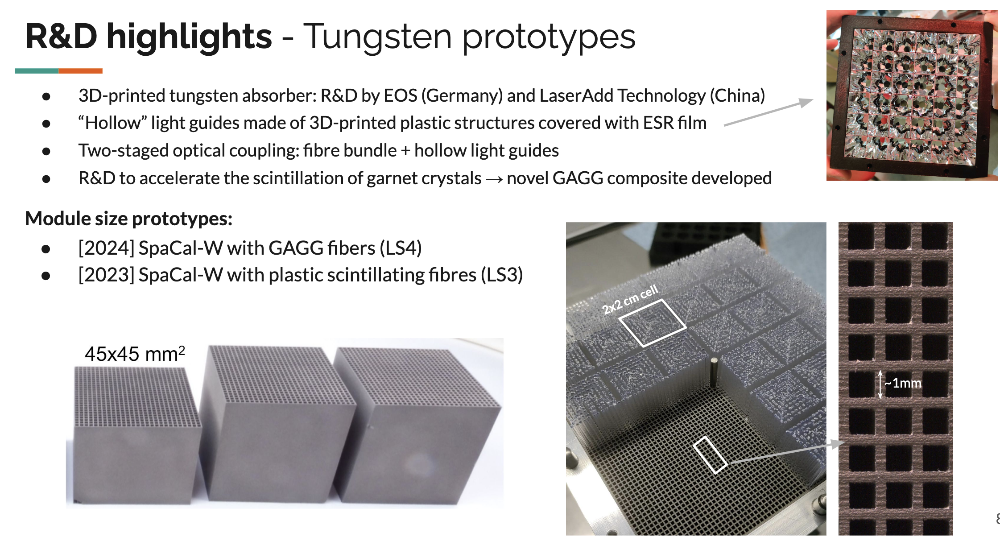 R&D highlights - Tungsten prototypes
● 3D-printed tungsten absorber: R&D by EOS (Germany) and LaserAdd Technology (China)
● “Hollow” light guides made of 3D-printed plastic structures covered with ESR film
● Two-staged optical coupling: fibre bundle + hollow light guides
● R&D to accelerate the scintillation of garnet crystals → novel GAGG composite developed
Module size prototypes:
● [2024] SpaCal-W with GAGG fibers (LS4)
● [2023] SpaCal-W with plastic scintillating fibres (LS3)
45x45 mm²
2x2 cm cell
~1mm